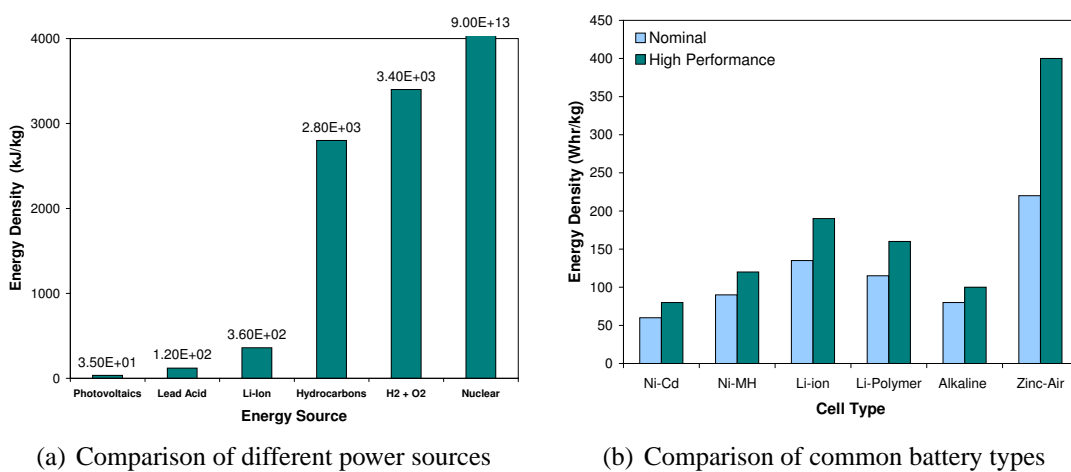 9.00E+13
4000
3.40E+03
3000
2.80E+03
2000
1000
3.60E+02
1.20E+02
3.50E+01
0
Energy Density (kJ/kg)
Photovoltaics Lead Acid Li-Ion Hydrocarbons H2 + O2 Nuclear
Energy Source
(a) Comparison of different power sources
450
400
350
300
250
200
150
100
50
0
Nominal
High Performance
Energy Density (Whr/kg)
Ni-Cd Ni-MH Li-ion Li-Polymer Alkaline Zinc-Air
Cell Type
(b) Comparison of common battery types